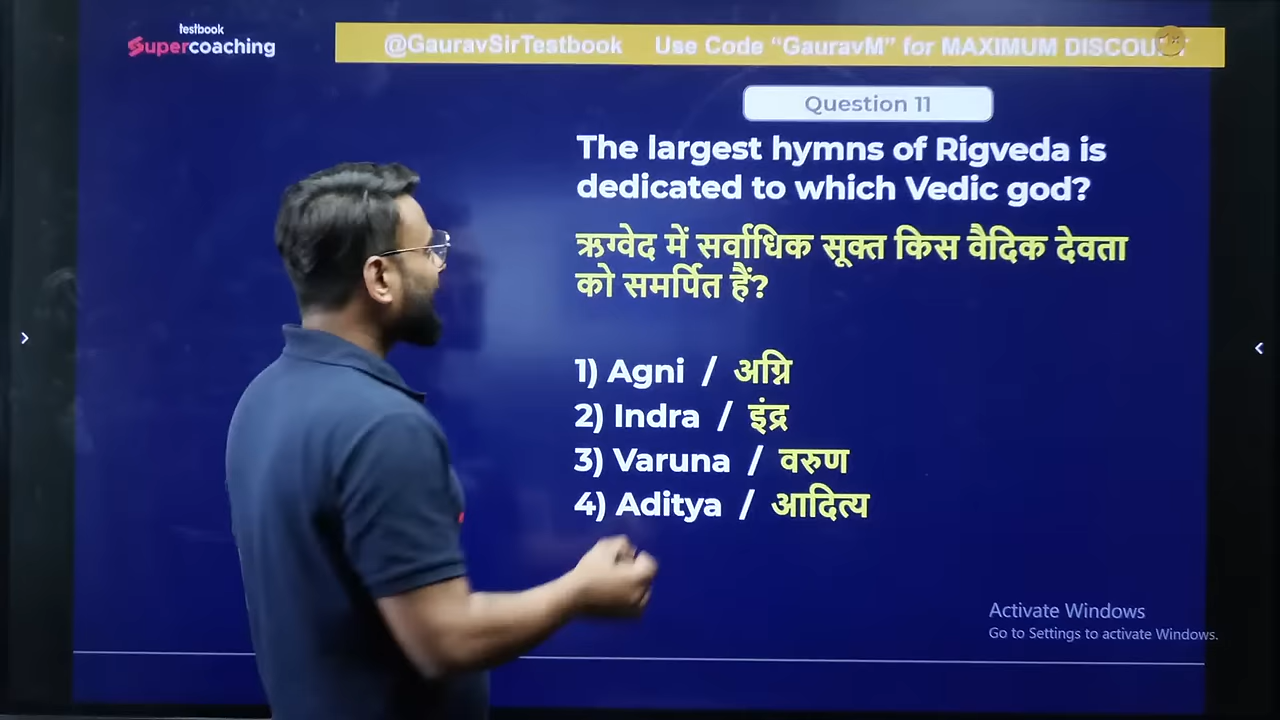 testbook
Supercoaching
@GauravSirTestbook Use Code “GauravM” for MAXIMUM
Question 11
The largest hymns of Rigveda is
dedicated to which Vedic god?
ऋग्वेद में सर्वाधिक सूक्त किस वैदिक देवता
को समर्पित हैं?
1) Agni / अग्नि
2) Indra / इंद्र
3) Varuna / वरुण
4) Aditya / आदित्य
Activate Windows
Go to Settings to activate Windows.